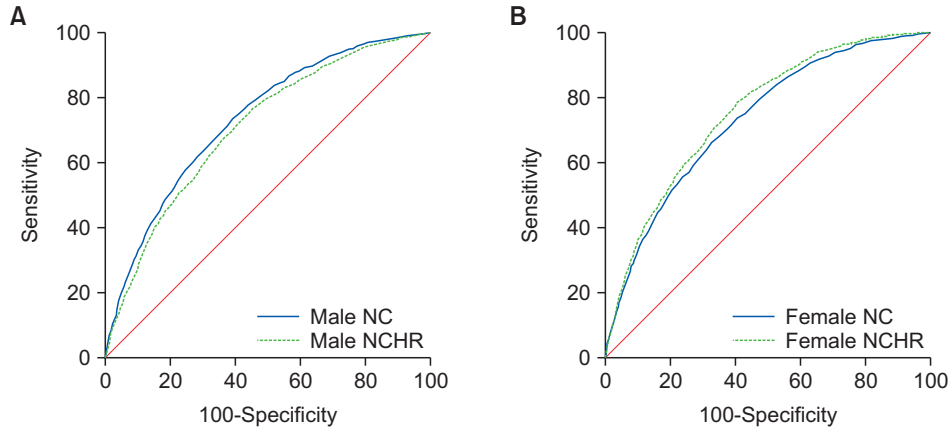 A
100
80
60
40
20
0
Sensitivity
Male NC
Male NCHR
0 20 40 60 80 100
100-Specificity
B
100
80
60
40
20
0
Sensitivity
Female NC
Female NCHR
0 20 40 60 80 100
100-Specificity